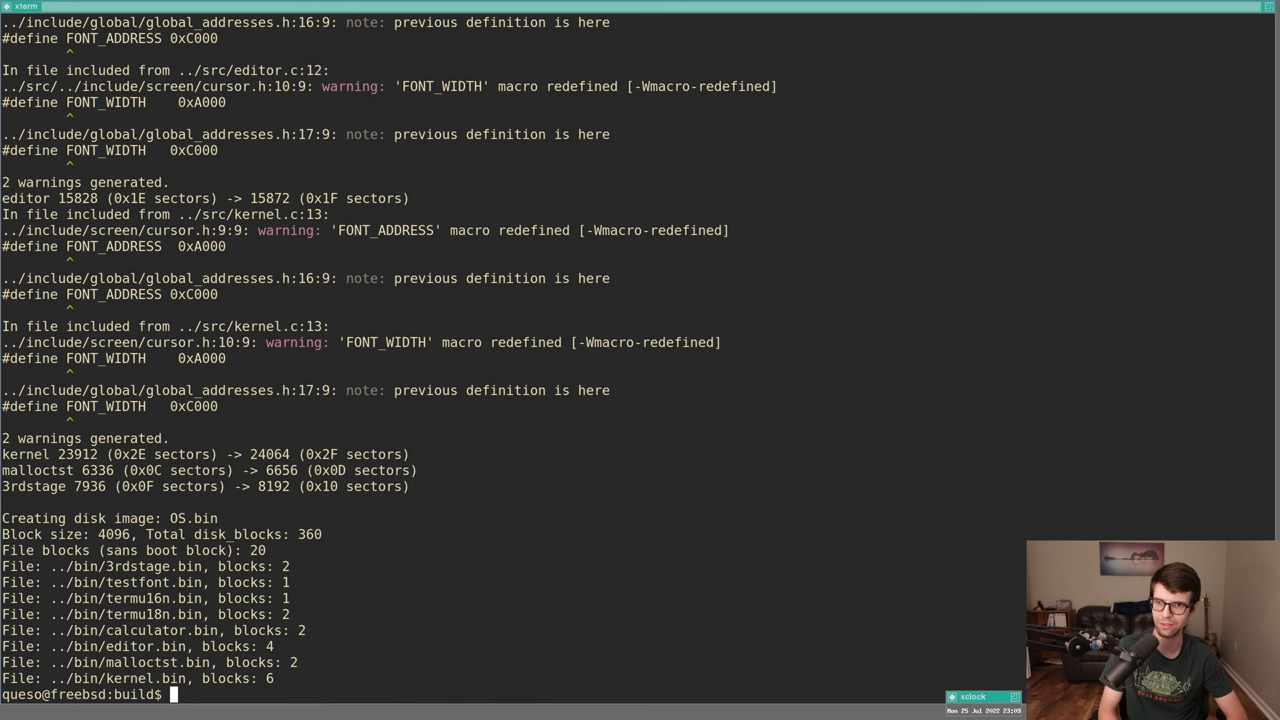 xterm
../include/global/global_addresses.h:16:9: note: previous definition is here
#define FONT_ADDRESS 0xC000
^
In file included from ../src/editor.c:12:
../src/../include/screen/cursor.h:10:9: warning: 'FONT_WIDTH' macro redefined [-Wmacro-redefined]
#define FONT_WIDTH    0xA000
^
../include/global/global_addresses.h:17:9: note: previous definition is here
#define FONT_WIDTH   0xC000
^
2 warnings generated.
editor 15828 (0x1E sectors) -> 15872 (0x1F sectors)
In file included from ../src/kernel.c:13:
../include/screen/cursor.h:9:9: warning: 'FONT_ADDRESS' macro redefined [-Wmacro-redefined]
#define FONT_ADDRESS  0xA000
^
../include/global/global_addresses.h:16:9: note: previous definition is here
#define FONT_ADDRESS 0xC000
^
In file included from ../src/kernel.c:13:
../include/screen/cursor.h:10:9: warning: 'FONT_WIDTH' macro redefined [-Wmacro-redefined]
#define FONT_WIDTH    0xA000
^
../include/global/global_addresses.h:17:9: note: previous definition is here
#define FONT_WIDTH   0xC000
^
2 warnings generated.
kernel 23912 (0x2E sectors) -> 24064 (0x2F sectors)
malloctst 6336 (0x0C sectors) -> 6656 (0x0D sectors)
3rdstage 7936 (0x0F sectors) -> 8192 (0x10 sectors)
Creating disk image: OS.bin
Block size: 4096, Total disk_blocks: 360
File blocks (sans boot block): 20
File: ../bin/3rdstage.bin, blocks: 2
File: ../bin/testfont.bin, blocks: 1
File: ../bin/termu16n.bin, blocks: 1
File: ../bin/termu18n.bin, blocks: 2
File: ../bin/calculator.bin, blocks: 2
File: ../bin/editor.bin, blocks: 4
File: ../bin/malloctst.bin, blocks: 2
File: ../bin/kernel.bin, blocks: 6
queso@freebsd:build$
xclock
Mon 25 Jul 2022 23:09